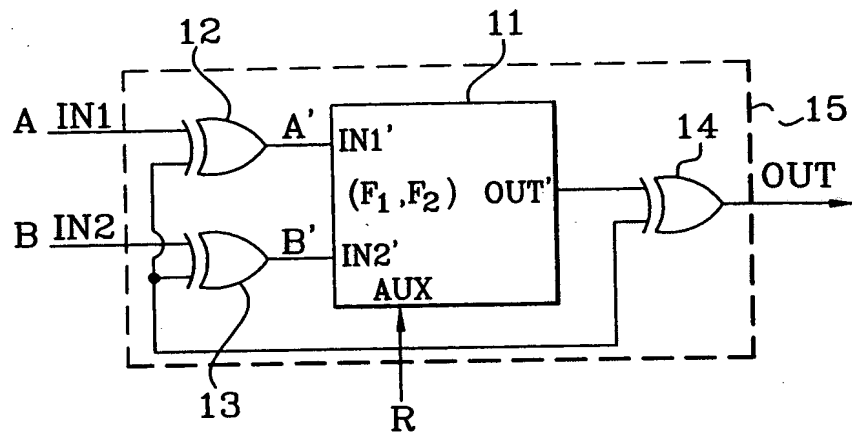 12
11
A IN1
A'
IN1'
14
15
(F₁,F₂)
OUT'
OUT
B IN2
B'
IN2'
AUX
13
R